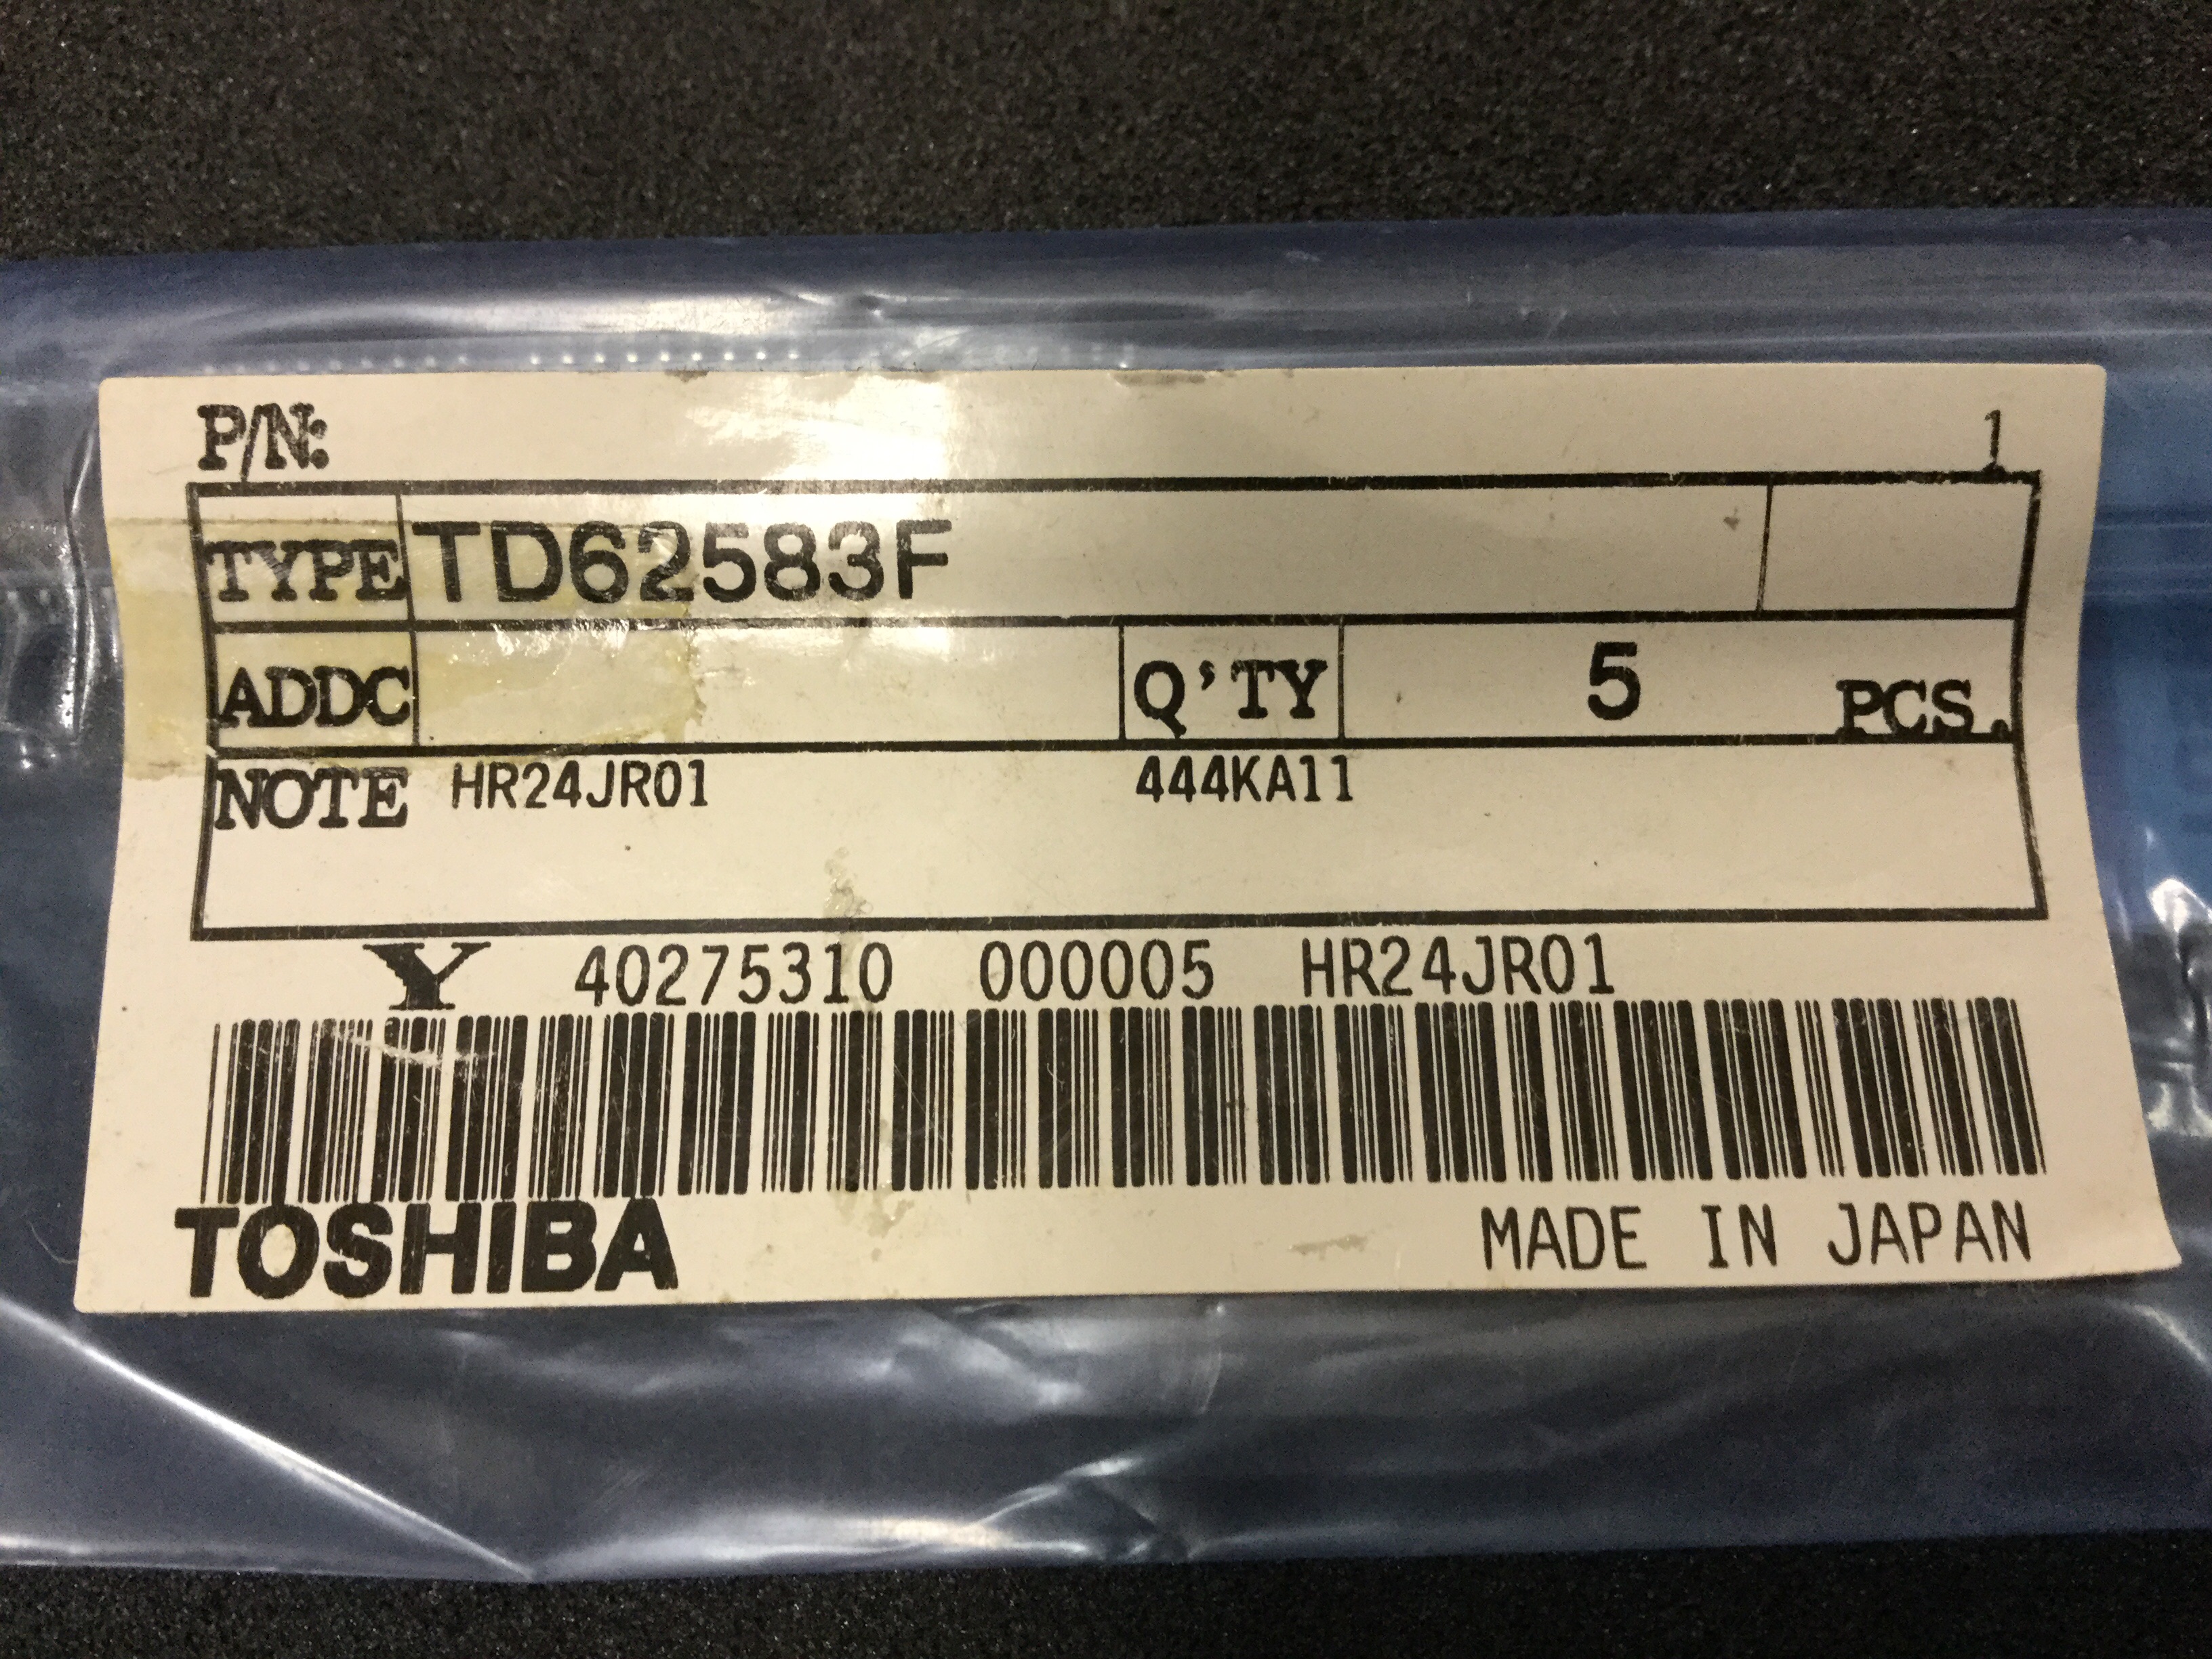 P/N: 1
TYPE TD62583F
ADDC Q'TY 5 PCS.
NOTE HR24JR01 444KA11
Y 40275310 000005 HR24JR01
TOSHIBA MADE IN JAPAN